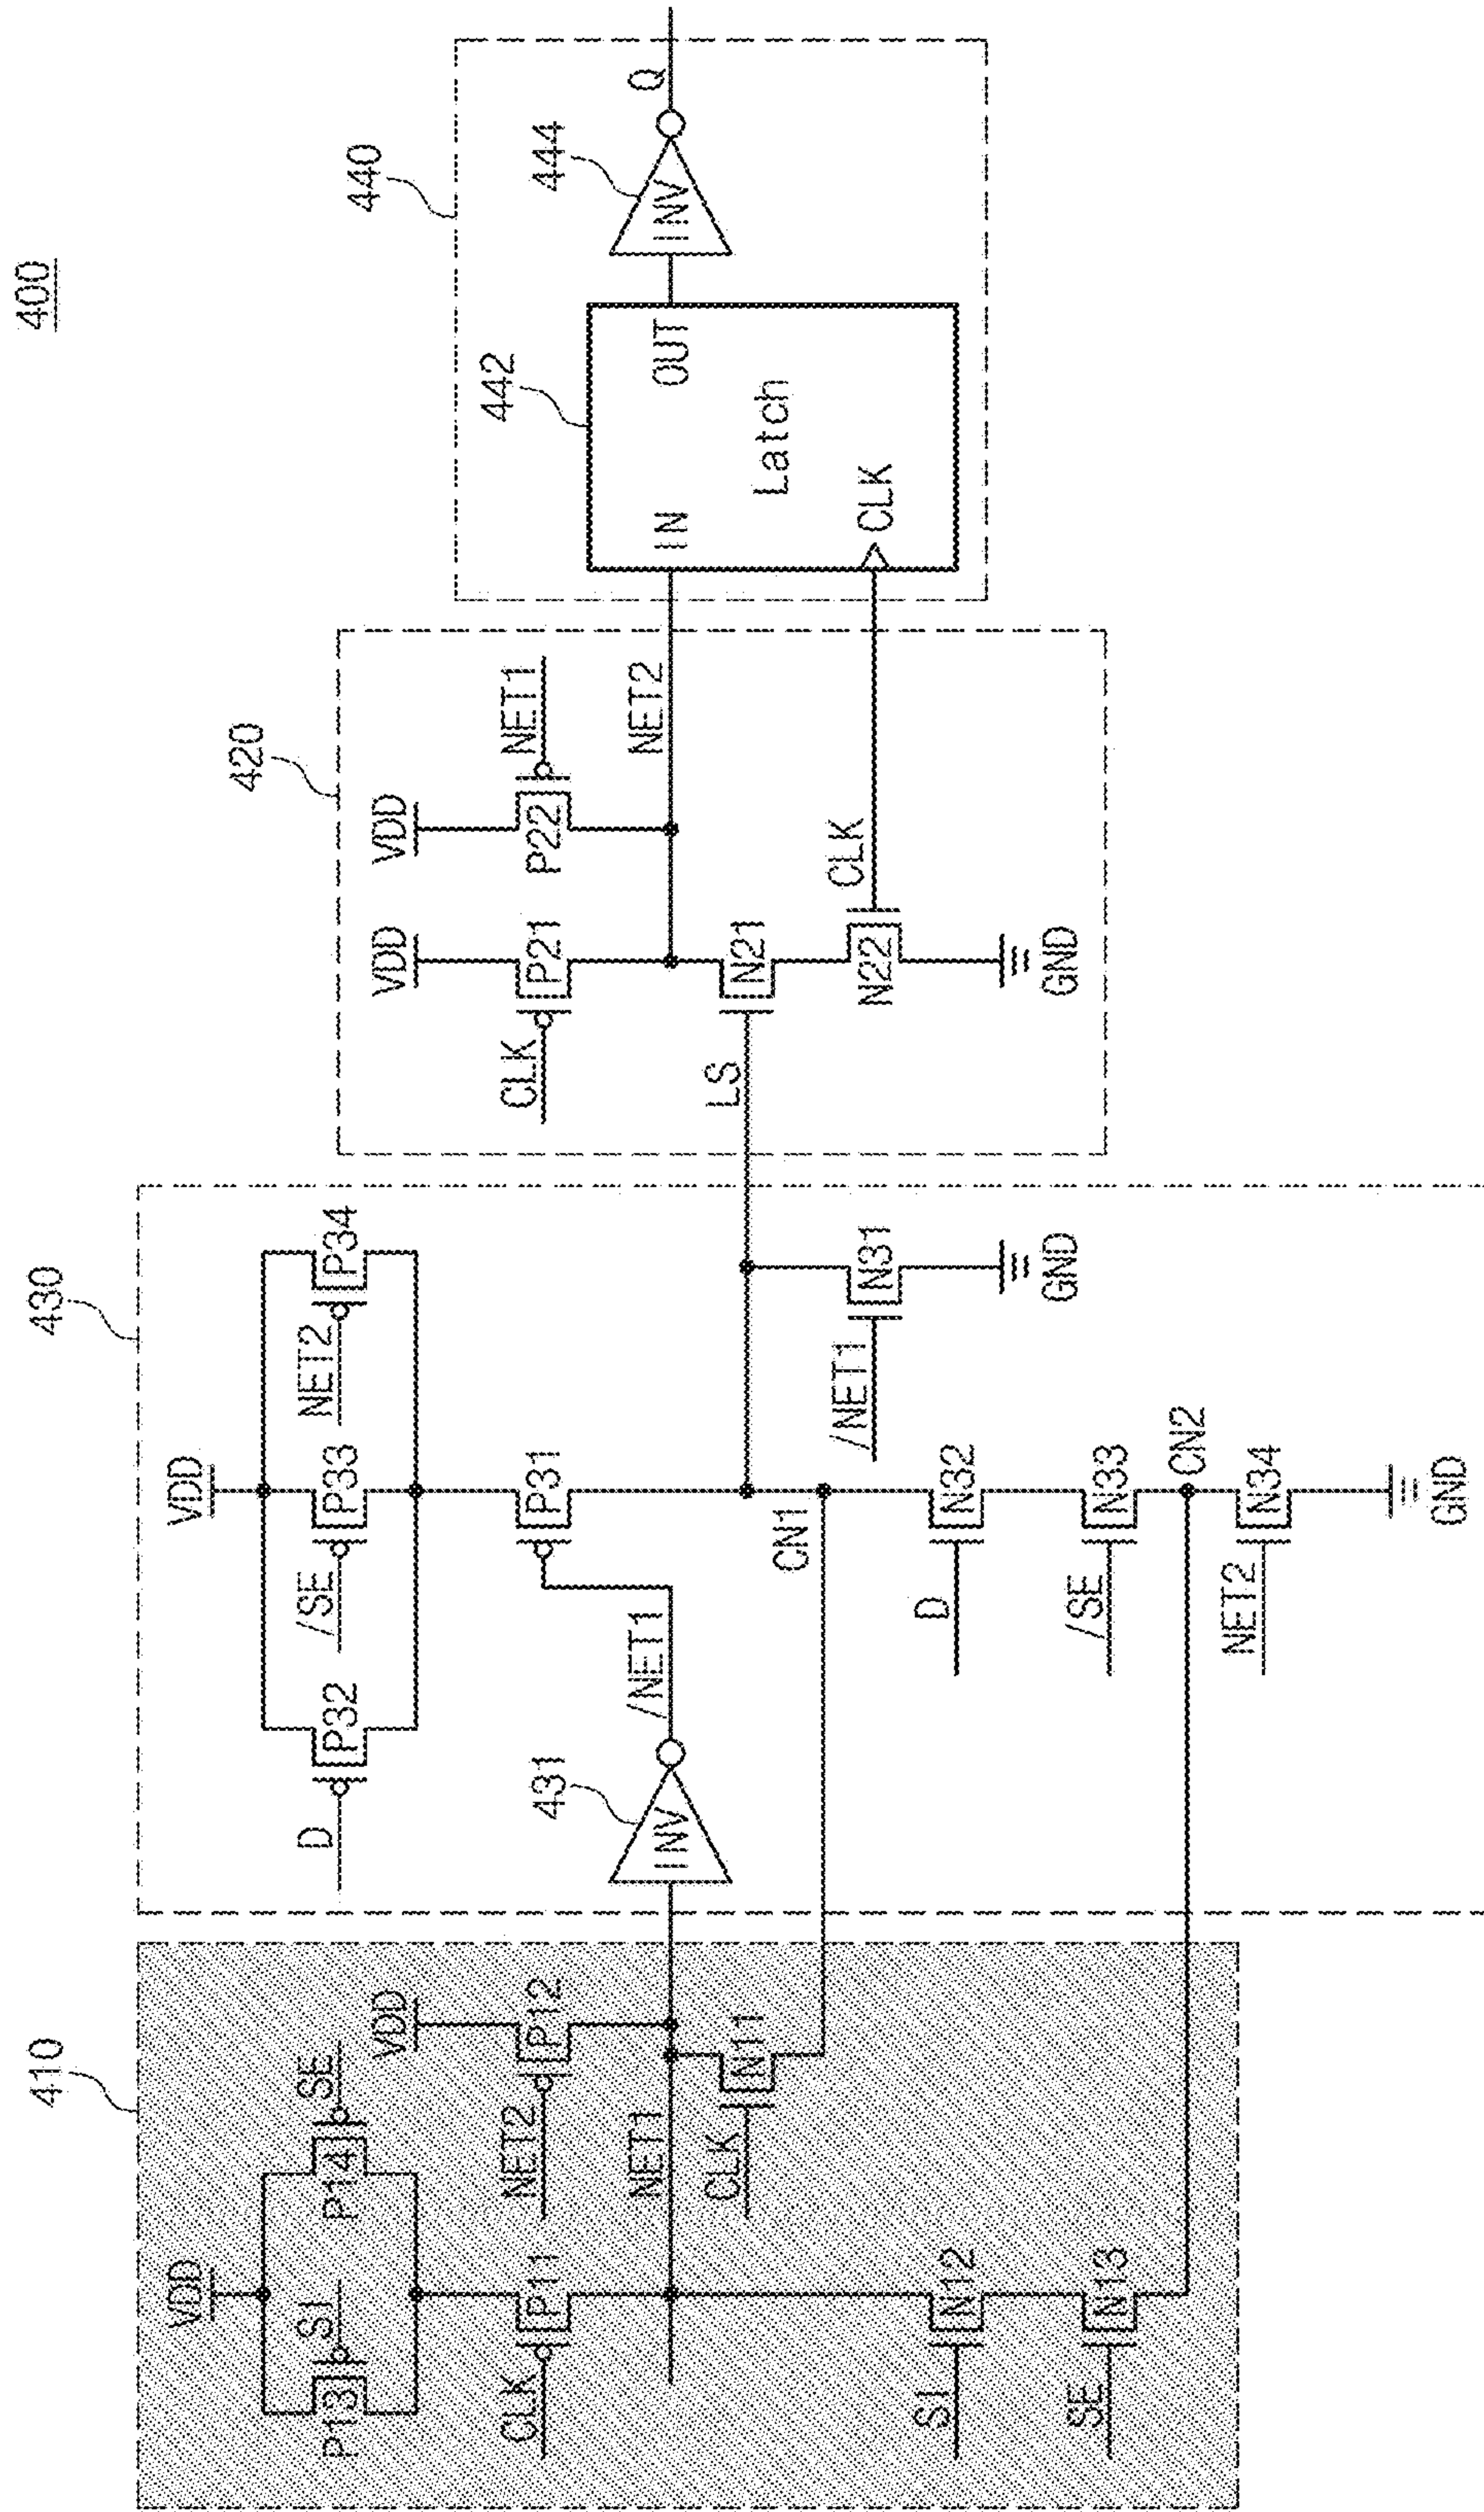 400
410
VDD
P13
SI
P14
SE
CLK
P11
VDD
NET2
P12
NET1
CLK
N11
SI
N12
SE
N13
430
VDD
D
P32
/SE
P33
NET2
P34
431
INV
/NET1
P31
CN1
/NET1
N31
GND
D
N32
/SE
N33
CN2
NET2
N34
GND
420
VDD
CLK
P21
VDD
P22
NET1
NET2
LS
N21
N22
CLK
GND
440
442
IN
OUT
Latch
CLK
444
INV
Q